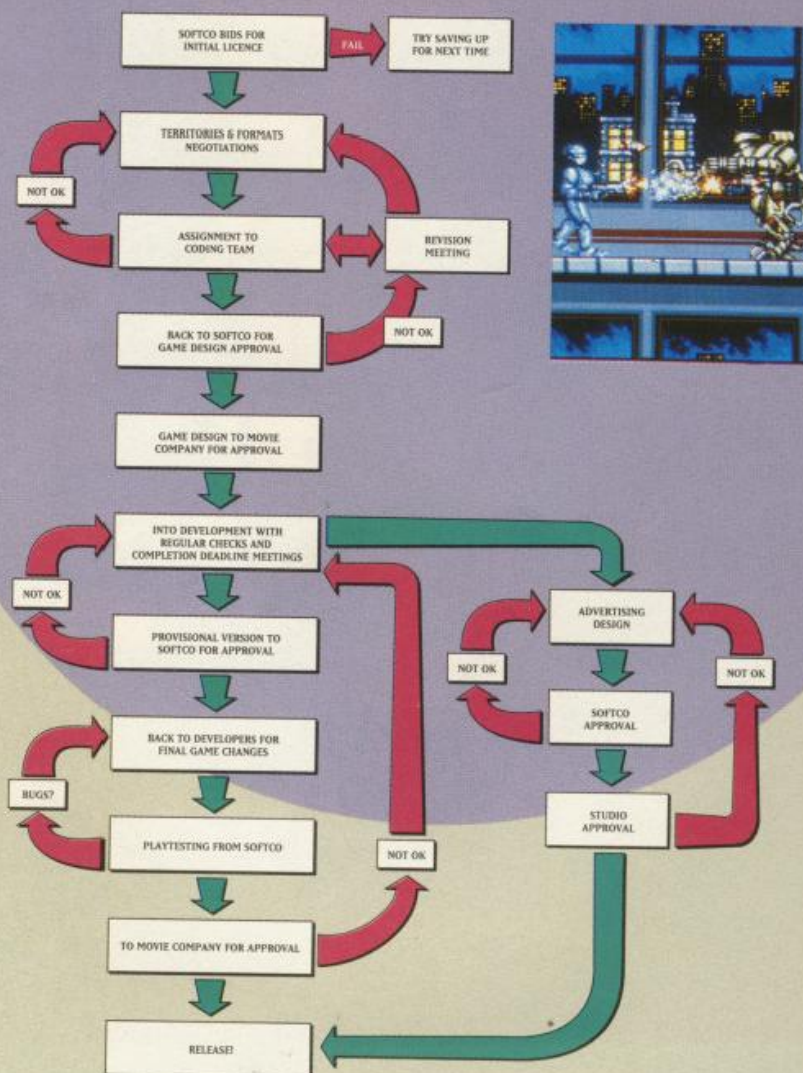 SOFTCO BIDS FOR
INITIAL LICENCE
FAIL
TRY SAVING UP
FOR NEXT TIME
TERRITORIES & FORMATS
NEGOTIATIONS
NOT OK
ASSIGNMENT TO
CODING TEAM
REVISION
MEETING
BACK TO SOFTCO FOR
GAME DESIGN APPROVAL
NOT OK
GAME DESIGN TO MOVIE
COMPANY FOR APPROVAL
INTO DEVELOPMENT WITH
REGULAR CHECKS AND
COMPLETION DEADLINE MEETINGS
NOT OK
PROVISIONAL VERSION TO
SOFTCO FOR APPROVAL
ADVERTISING
DESIGN
NOT OK
NOT OK
SOFTCO
APPROVAL
BACK TO DEVELOPERS FOR
FINAL GAME CHANGES
BUGS?
STUDIO
APPROVAL
PLAYTESTING FROM SOFTCO
NOT OK
TO MOVIE COMPANY FOR APPROVAL
RELEASE!